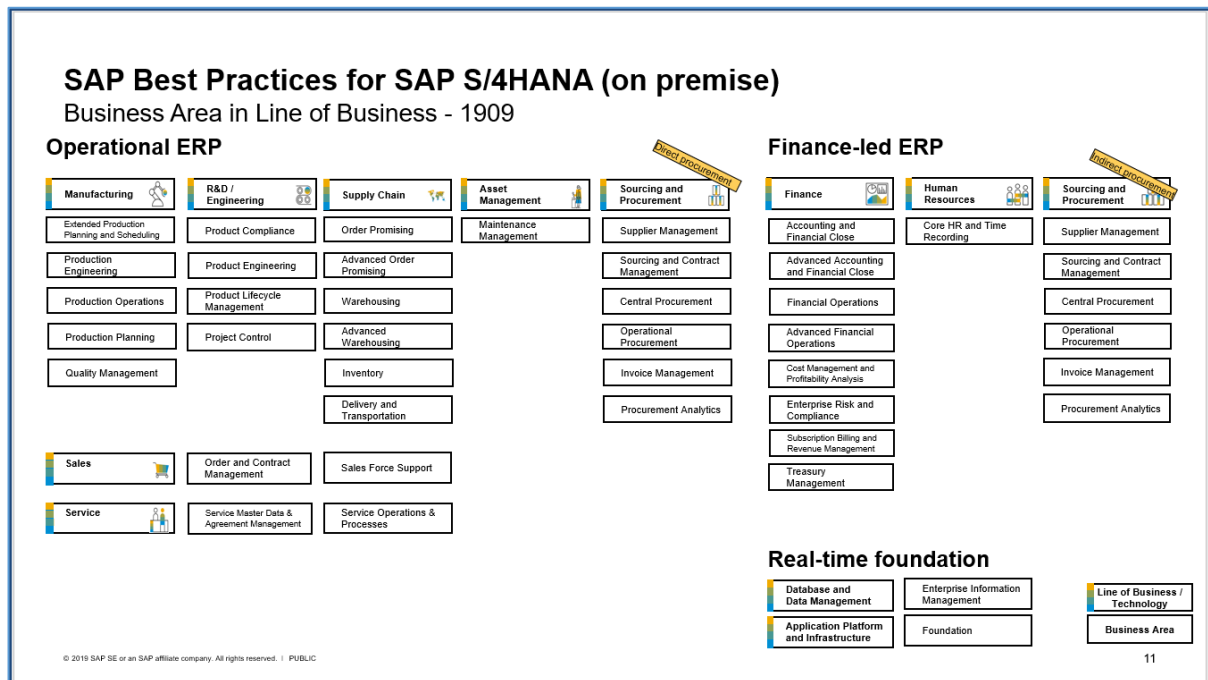 SAP Best Practices for SAP S/4HANA (on premise)
Business Area in Line of Business - 1909
Operational ERP
Direct procurement
Manufacturing
Extended Production
Planning and Scheduling
Production
Engineering
Production Operations
Production Planning
Quality Management
R&D /
Engineering
Product Compliance
Product Engineering
Product Lifecycle
Management
Project Control
Supply Chain
Order Promising
Advanced Order
Promising
Warehousing
Advanced
Warehousing
Inventory
Delivery and
Transportation
Asset
Management
Maintenance
Management
Sourcing and
Procurement
Supplier Management
Sourcing and Contract
Management
Central Procurement
Operational
Procurement
Invoice Management
Procurement Analytics
Sales
Order and Contract
Management
Sales Force Support
Service
Service Master Data &
Agreement Management
Service Operations &
Processes
Finance-led ERP
Indirect procurement
Finance
Accounting and
Financial Close
Advanced Accounting
and Financial Close
Financial Operations
Advanced Financial
Operations
Cost Management and
Profitability Analysis
Enterprise Risk and
Compliance
Subscription Billing and
Revenue Management
Treasury
Management
Human
Resources
Core HR and Time
Recording
Sourcing and
Procurement
Supplier Management
Sourcing and Contract
Management
Central Procurement
Operational
Procurement
Invoice Management
Procurement Analytics
Real-time foundation
Database and
Data Management
Enterprise Information
Management
Application Platform
and Infrastructure
Foundation
Line of Business /
Technology
Business Area
© 2019 SAP SE or an SAP affiliate company. All rights reserved. | PUBLIC
11